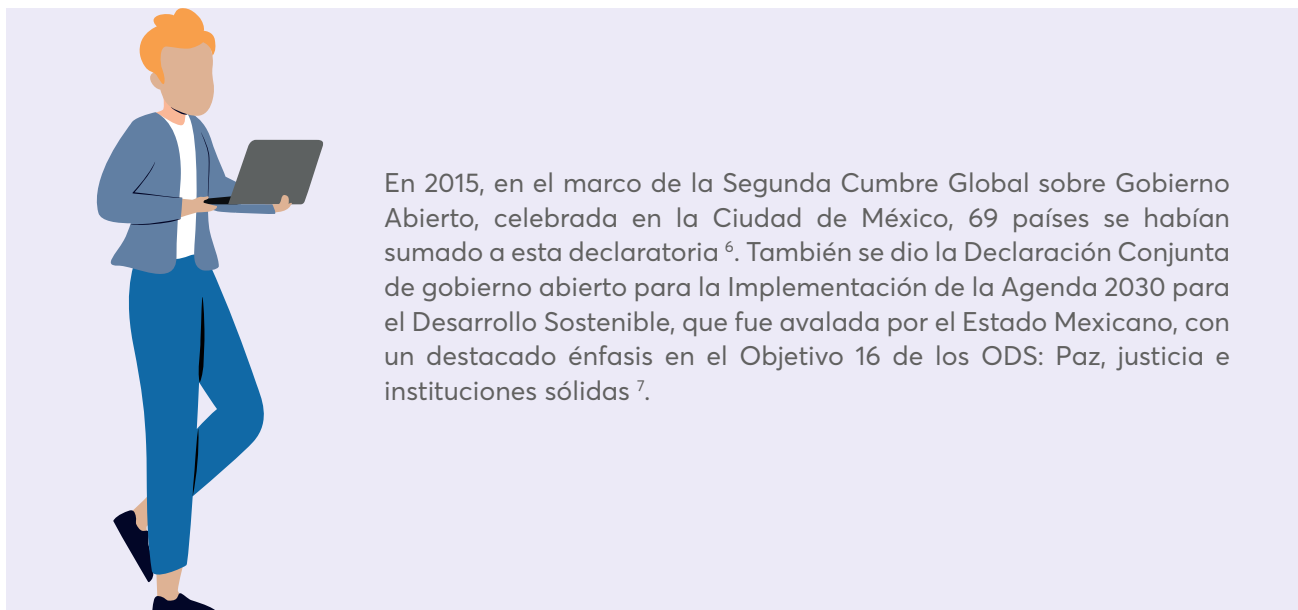 En 2015, en el marco de la Segunda Cumbre Global sobre Gobierno
Abierto, celebrada en la Ciudad de México, 69 países se habían
sumado a esta declaratoria ⁶. También se dio la Declaración Conjunta
de gobierno abierto para la Implementación de la Agenda 2030 para
el Desarrollo Sostenible, que fue avalada por el Estado Mexicano, con
un destacado énfasis en el Objetivo 16 de los ODS: Paz, justicia e
instituciones sólidas ⁷.